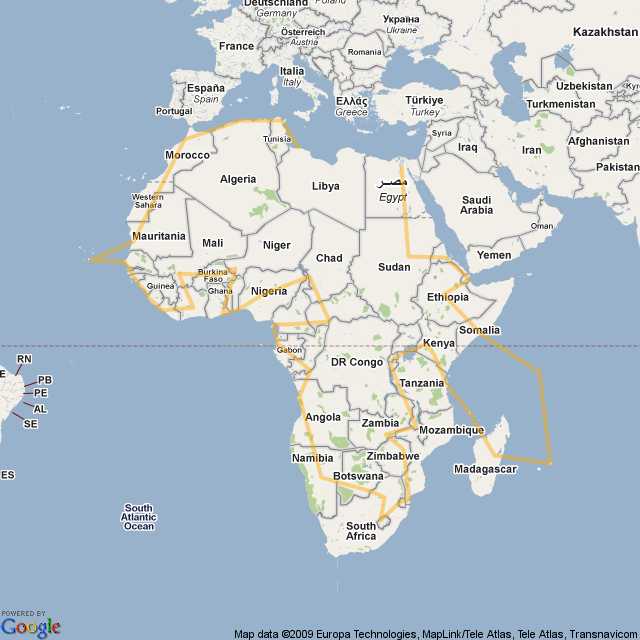 Deutschland
Germany
Poland
Україна
Ukraine
Kazakhstan
Österreich
Austria
France
Romania
Italia
Italy
Uzbekistan
España
Spain
Ελλάς
Greece
Türkiye
Turkey
Turkmenistan
Portugal
Syria
Afghanistan
Tunisia
Iraq
Iran
Morocco
Pakistan
Algeria
Libya
مصر
Egypt
Western
Sahara
Saudi
Arabia
Oman
Mauritania
Mali
Niger
Chad
Yemen
Sudan
Burkina
Faso
Guinea
Ghana
Nigeria
Ethiopia
Somalia
Kenya
Gabon
DR Congo
RN
E
PB
Tanzania
PE
AL
SE
Angola
Zambia
Mozambique
Namibia
Zimbabwe
Madagascar
ES
Botswana
South
Atlantic
Ocean
South
Africa
POWERED BY
Google
Map data ©2009 Europa Technologies, MapLink/Tele Atlas, Tele Atlas, Transnavicom